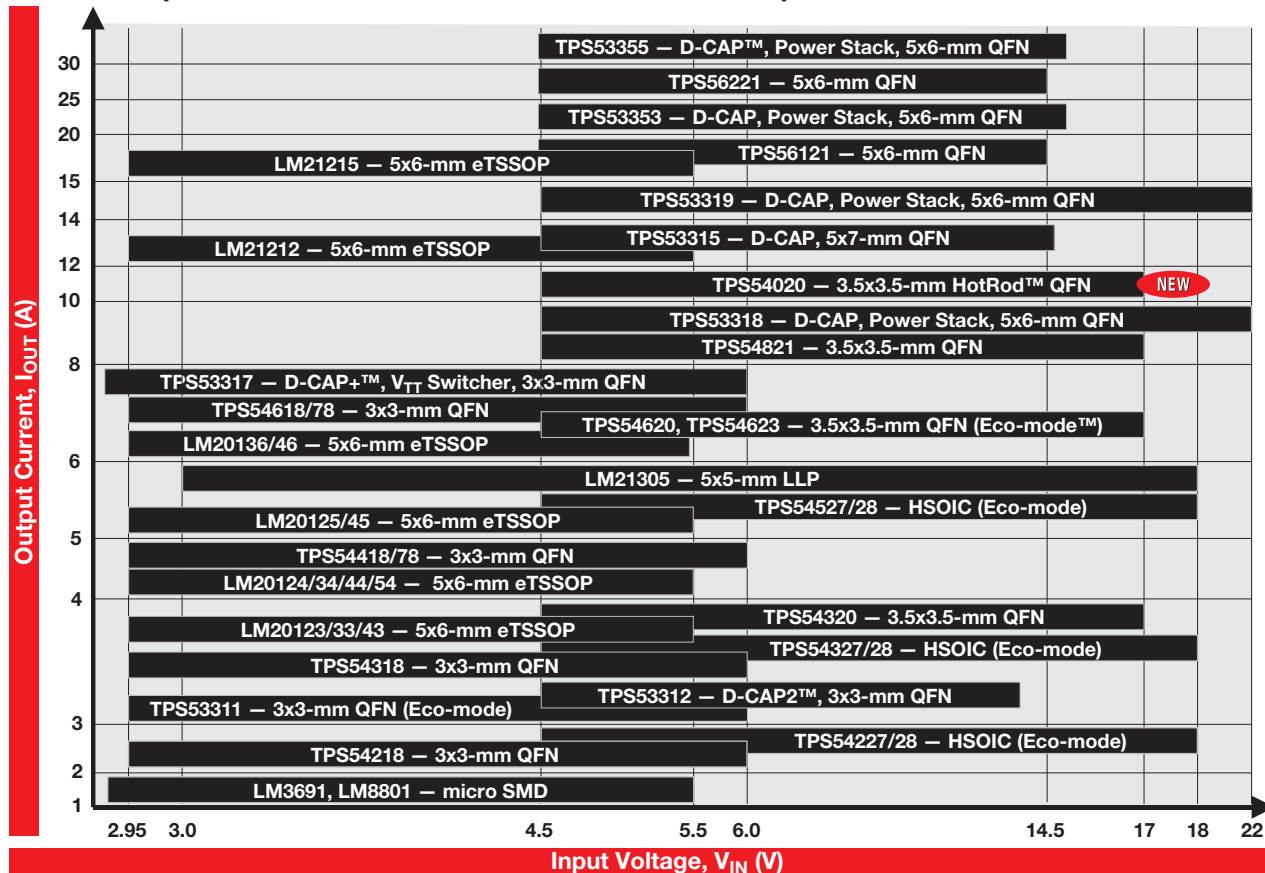 TPS53355 — D-CAP™, Power Stack, 5x6-mm QFN
30
TPS56221 — 5x6-mm QFN
25
TPS53353 — D-CAP, Power Stack, 5x6-mm QFN
20
TPS56121 — 5x6-mm QFN
LM21215 — 5x6-mm eTSSOP
15
TPS53319 — D-CAP, Power Stack, 5x6-mm QFN
14
TPS53315 — D-CAP, 5x7-mm QFN
LM21212 — 5x6-mm eTSSOP
12
TPS54020 — 3.5x3.5-mm HotRod™ QFN
NEW
10
TPS53318 — D-CAP, Power Stack, 5x6-mm QFN
TPS54821 — 3.5x3.5-mm QFN
8
TPS53317 — D-CAP+™, VTT Switcher, 3x3-mm QFN
TPS54618/78 — 3x3-mm QFN
TPS54620, TPS54623 — 3.5x3.5-mm QFN (Eco-mode™)
LM20136/46 — 5x6-mm eTSSOP
6
LM21305 — 5x5-mm LLP
TPS54527/28 — HSOIC (Eco-mode)
LM20125/45 — 5x6-mm eTSSOP
5
TPS54418/78 — 3x3-mm QFN
LM20124/34/44/54 — 5x6-mm eTSSOP
4
TPS54320 — 3.5x3.5-mm QFN
LM20123/33/43 — 5x6-mm eTSSOP
TPS54327/28 — HSOIC (Eco-mode)
TPS54318 — 3x3-mm QFN
TPS53312 — D-CAP2™, 3x3-mm QFN
TPS53311 — 3x3-mm QFN (Eco-mode)
3
TPS54227/28 — HSOIC (Eco-mode)
TPS54218 — 3x3-mm QFN
2
LM3691, LM8801 — micro SMD
1
Output Current, IOUT (A)
2.95 3.0 4.5 5.5 6.0 14.5 17 18 22
Input Voltage, VIN (V)